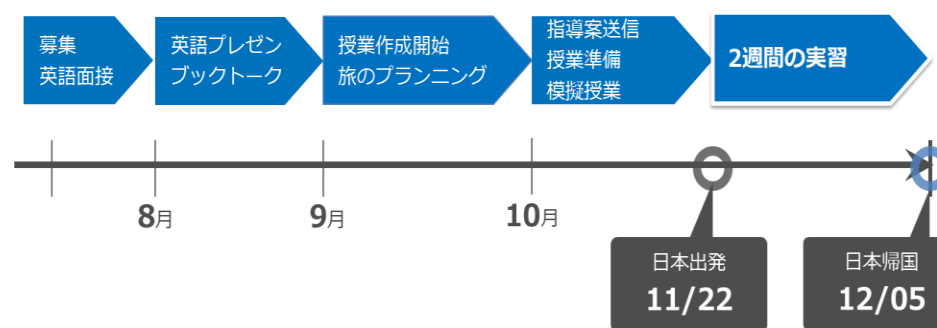 募集
英語面接
英語プレゼン
ブックトーク
授業作成開始
旅のプランニング
指導案送信
授業準備
模擬授業
2週間の実習
8月
9月
10月
日本出発
11/22
日本帰国
12/05